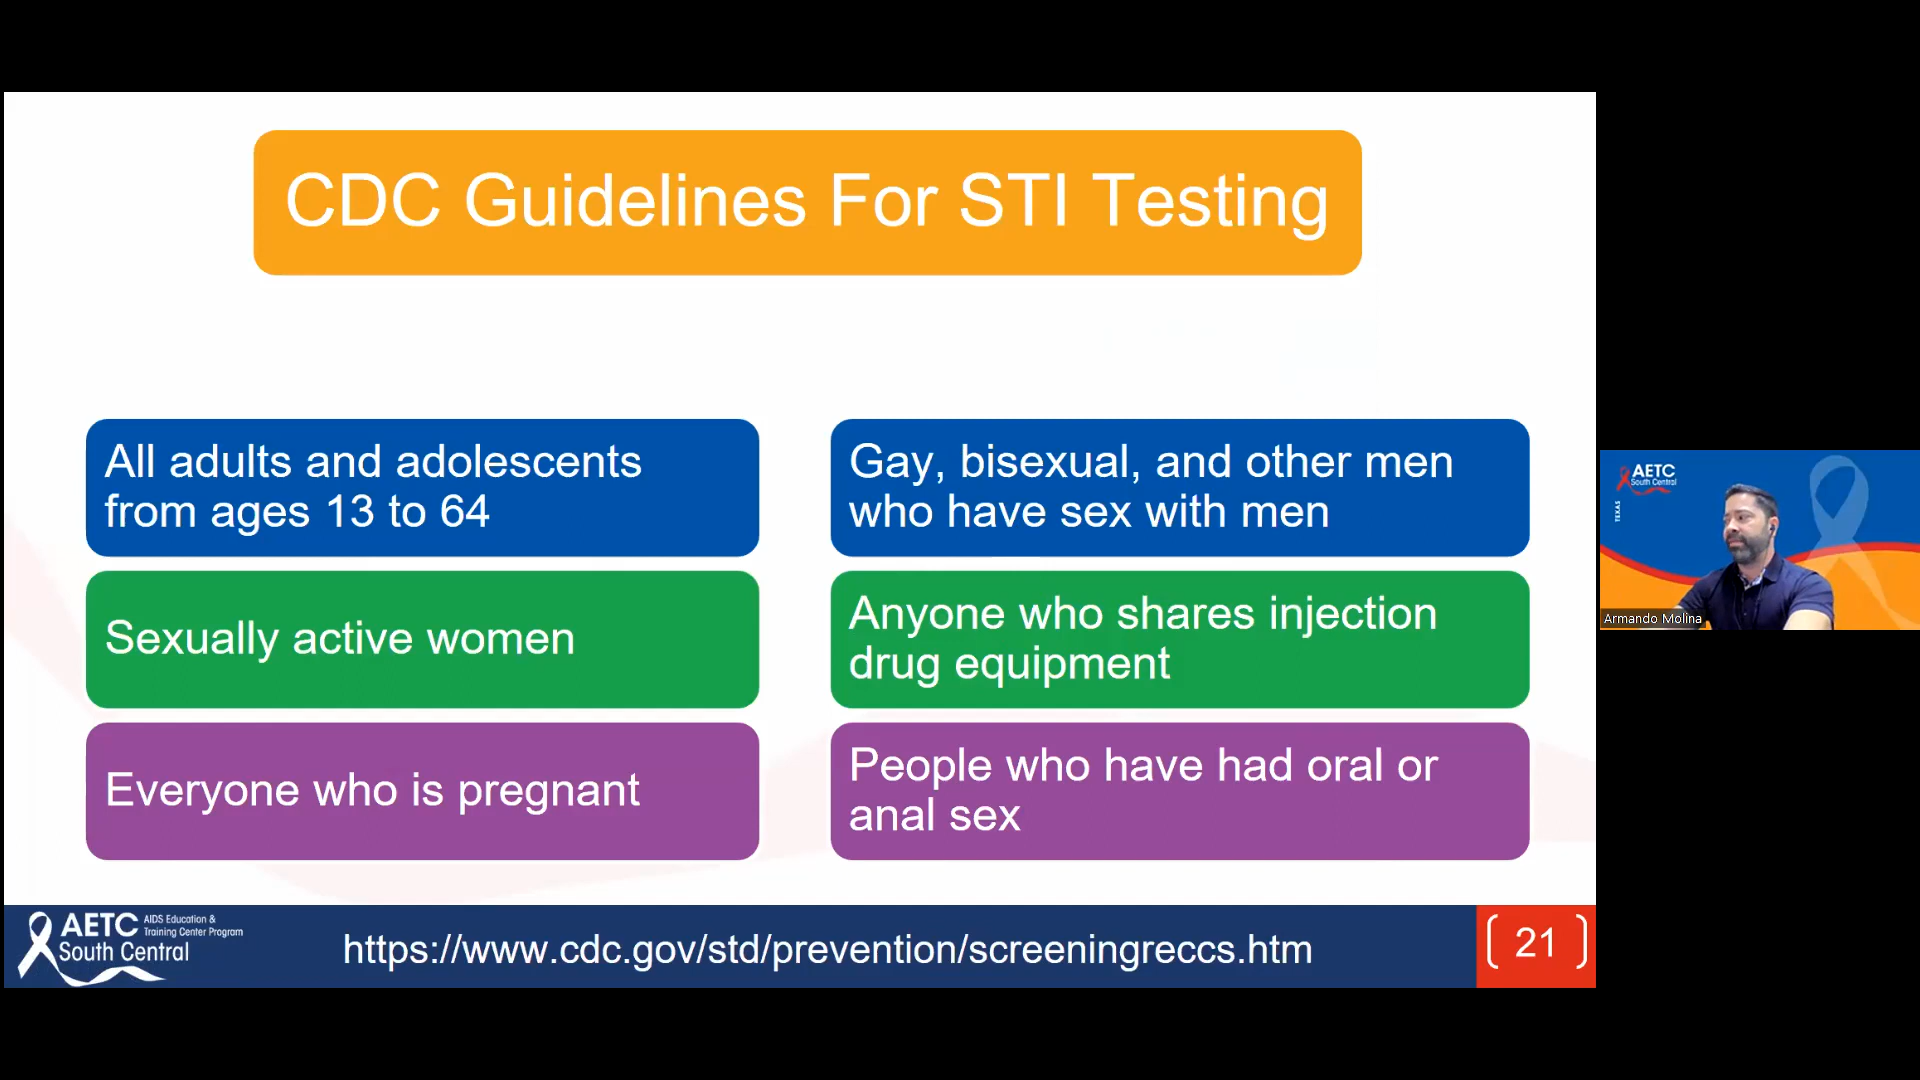 CDC Guidelines For STI Testing
All adults and adolescents
from ages 13 to 64
Gay, bisexual, and other men
who have sex with men
Sexually active women
Anyone who shares injection
drug equipment
Everyone who is pregnant
People who have had oral or
anal sex
AETC AIDS Education &
Training Center Program
South Central
https://www.cdc.gov/std/prevention/screeningreccs.htm
21
AETC
South Central
TEXAS
Armando Molina